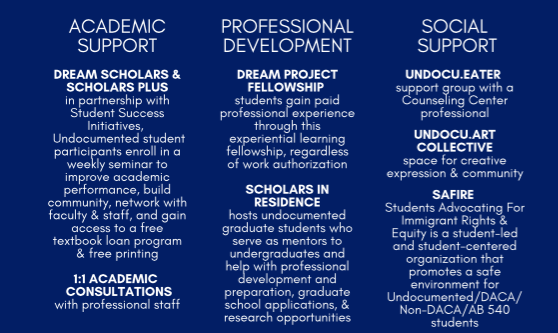 ACADEMIC
SUPPORT
DREAM SCHOLARS &
SCHOLARS PLUS
in partnership with
Student Success
Initiatives,
Undocumented student
participants enroll in a
weekly seminar to
improve academic
performance, build
community, network with
faculty & staff, and gain
access to a free
textbook loan program
& free printing
1:1 ACADEMIC
CONSULTATIONS
with professional staff
PROFESSIONAL
DEVELOPMENT
DREAM PROJECT
FELLOWSHIP
students gain paid
professional experience
through this
experiential learning
fellowship, regardless
of work authorization
SCHOLARS IN
RESIDENCE
hosts undocumented
graduate students who
serve as mentors to
undergraduates and
help with professional
development and
preparation, graduate
school applications, &
research opportunities
SOCIAL
SUPPORT
UNDOCU.EATER
support group with a
Counseling Center
professional
UNDOCU.ART
COLLECTIVE
space for creative
expression & community
SAFIRE
Students Advocating For
Immigrant Rights &
Equity is a student-led
and student-centered
organization that
promotes a safe
environment for
Undocumented/DACA/
Non-DACA/AB 540
students